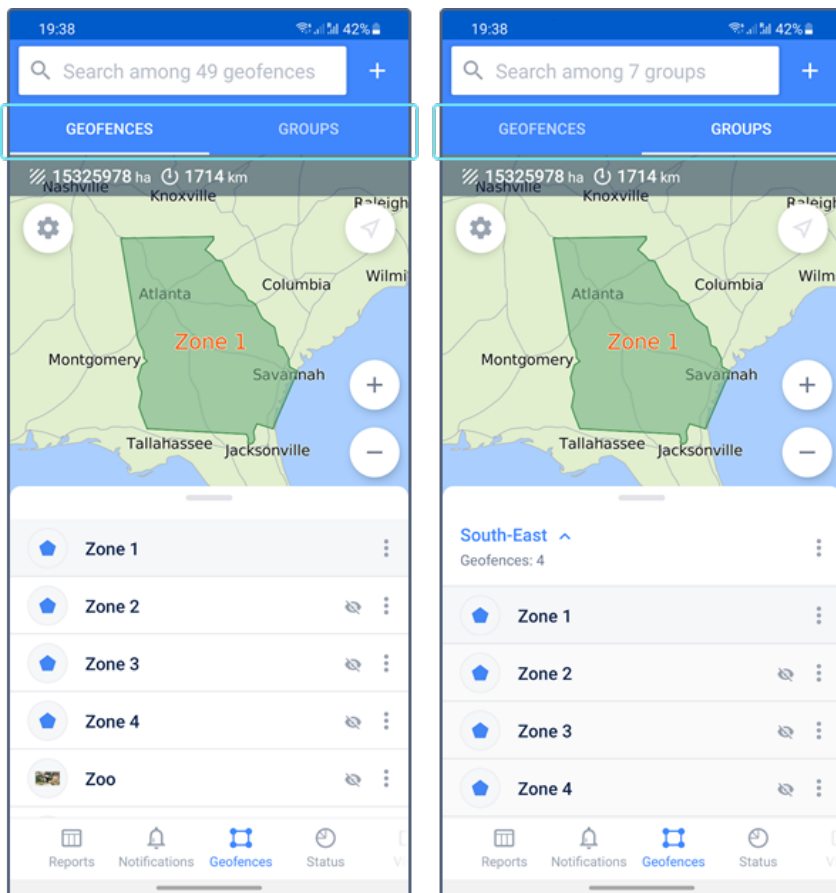 19:38
42%
Search among 49 geofences
GEOFENCES
GROUPS
15325978 ha
1714 km
Nashville
Knoxville
Raleigh
Columbia
Wilmi
Atlanta
Zone 1
Montgomery
Savannah
Tallahassee
Jacksonville
Zone 1
Zone 2
Zone 3
Zone 4
Zoo
Reports
Notifications
Geofences
Status
19:38
42%
Search among 7 groups
GEOFENCES
GROUPS
15325978 ha
1714 km
Nashville
Knoxville
Raleigh
Columbia
Wilm
Atlanta
Zone 1
Montgomery
Savannah
Tallahassee
Jacksonville
South-East
Geofences: 4
Zone 1
Zone 2
Zone 3
Zone 4
Reports
Notifications
Geofences
Status